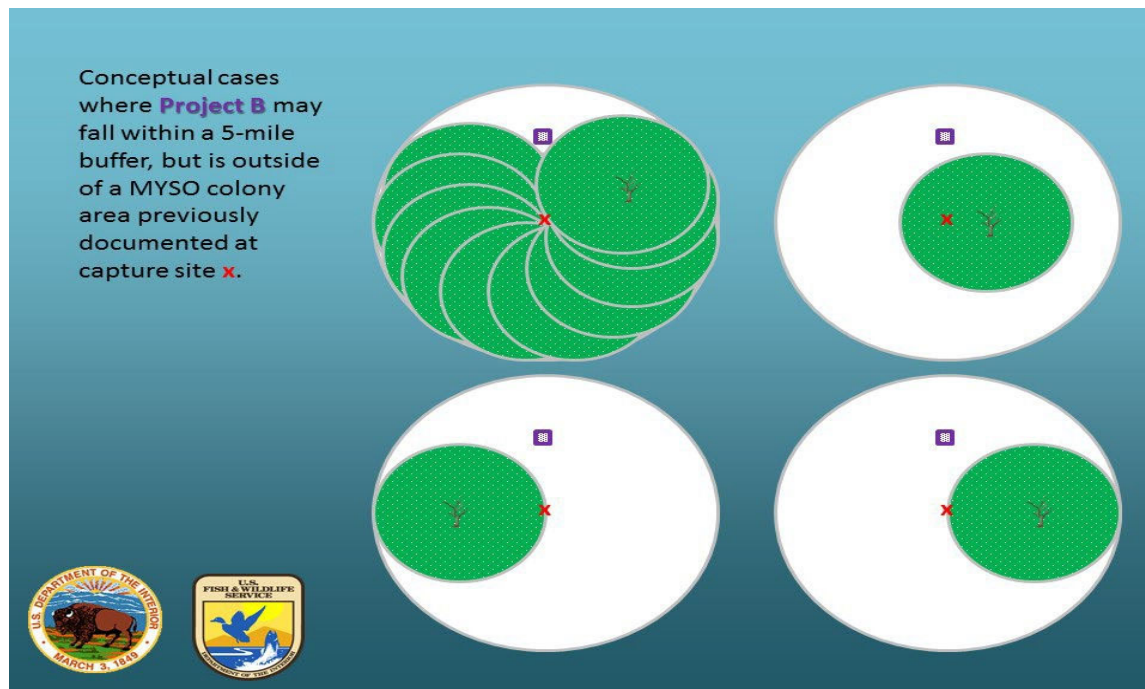 Conceptual cases
where Project B may
fall within a 5-mile
buffer, but is outside
of a MYSO colony
area previously
documented at
capture site x.
x
x
x
x
U.S. DEPARTMENT OF THE INTERIOR
MARCH 3, 1849
U.S.
FISH & WILDLIFE
SERVICE
DEPARTMENT OF THE INTERIOR